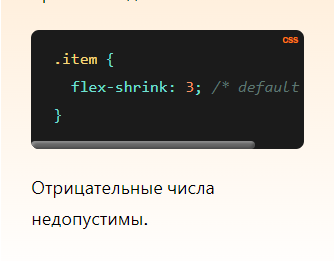 css
.item {
flex-shrink: 3; /* default
}
Отрицательные числа
недопустимы.